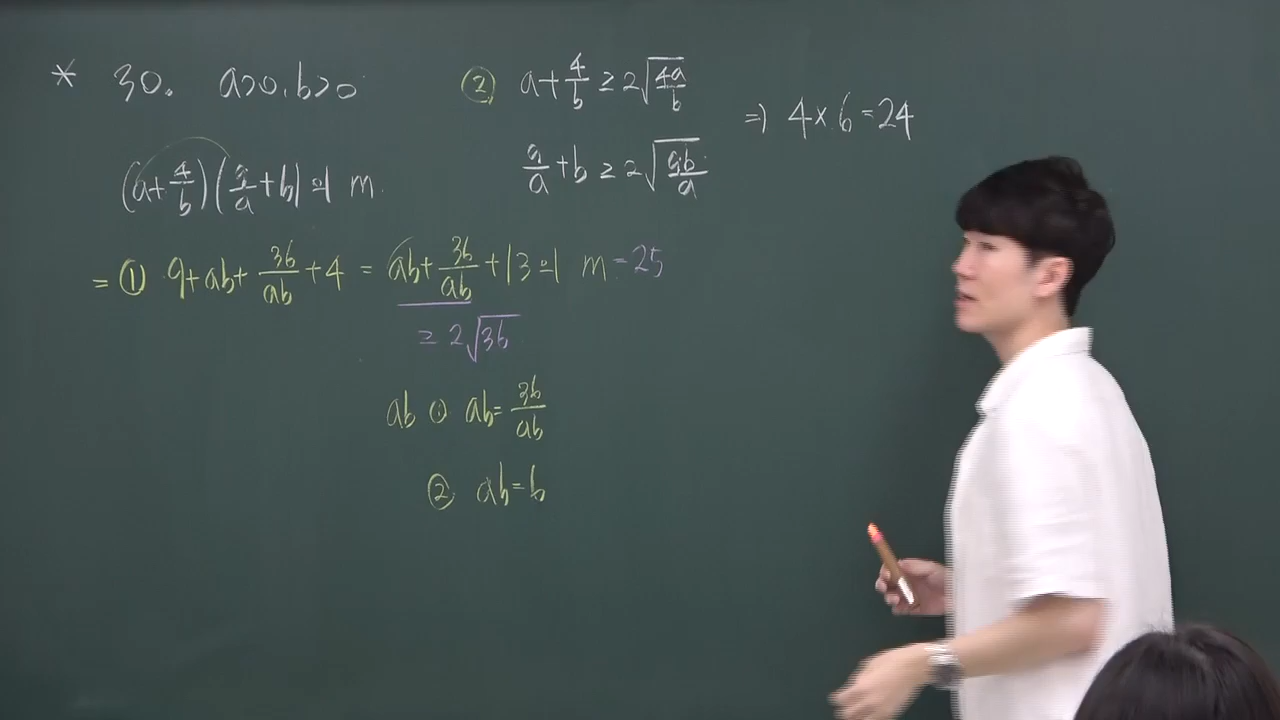 * 30. a>0, b>0
(a+4/b)(9/a+b)의 m
= ① 9+ab+36/ab+4 = ab+36/ab+13의 m=25
≥2√36
ab ① ab=36/ab
② ab=6
② a+4/b≥2√(4a/b)
9/a+b≥2√(9b/a)
⇒ 4×6=24